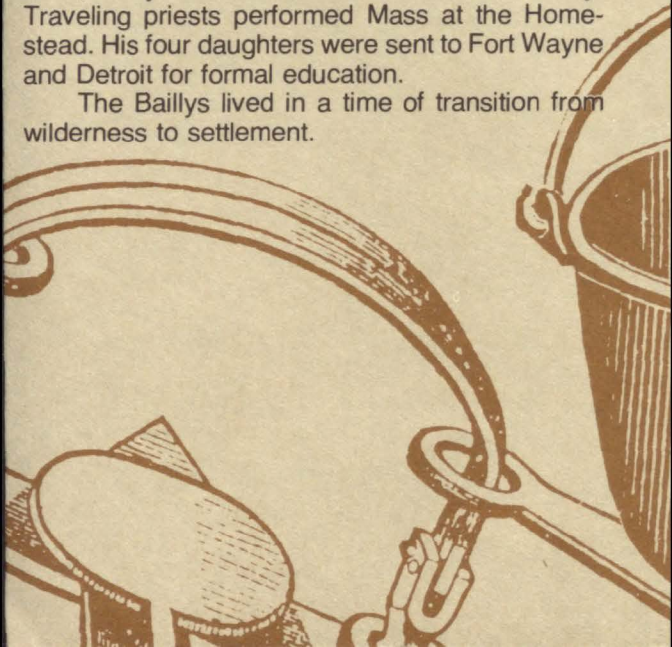 Traveling priests performed Mass at the Home-
stead. His four daughters were sent to Fort Wayne
and Detroit for formal education.
The Baillys lived in a time of transition from
wilderness to settlement.